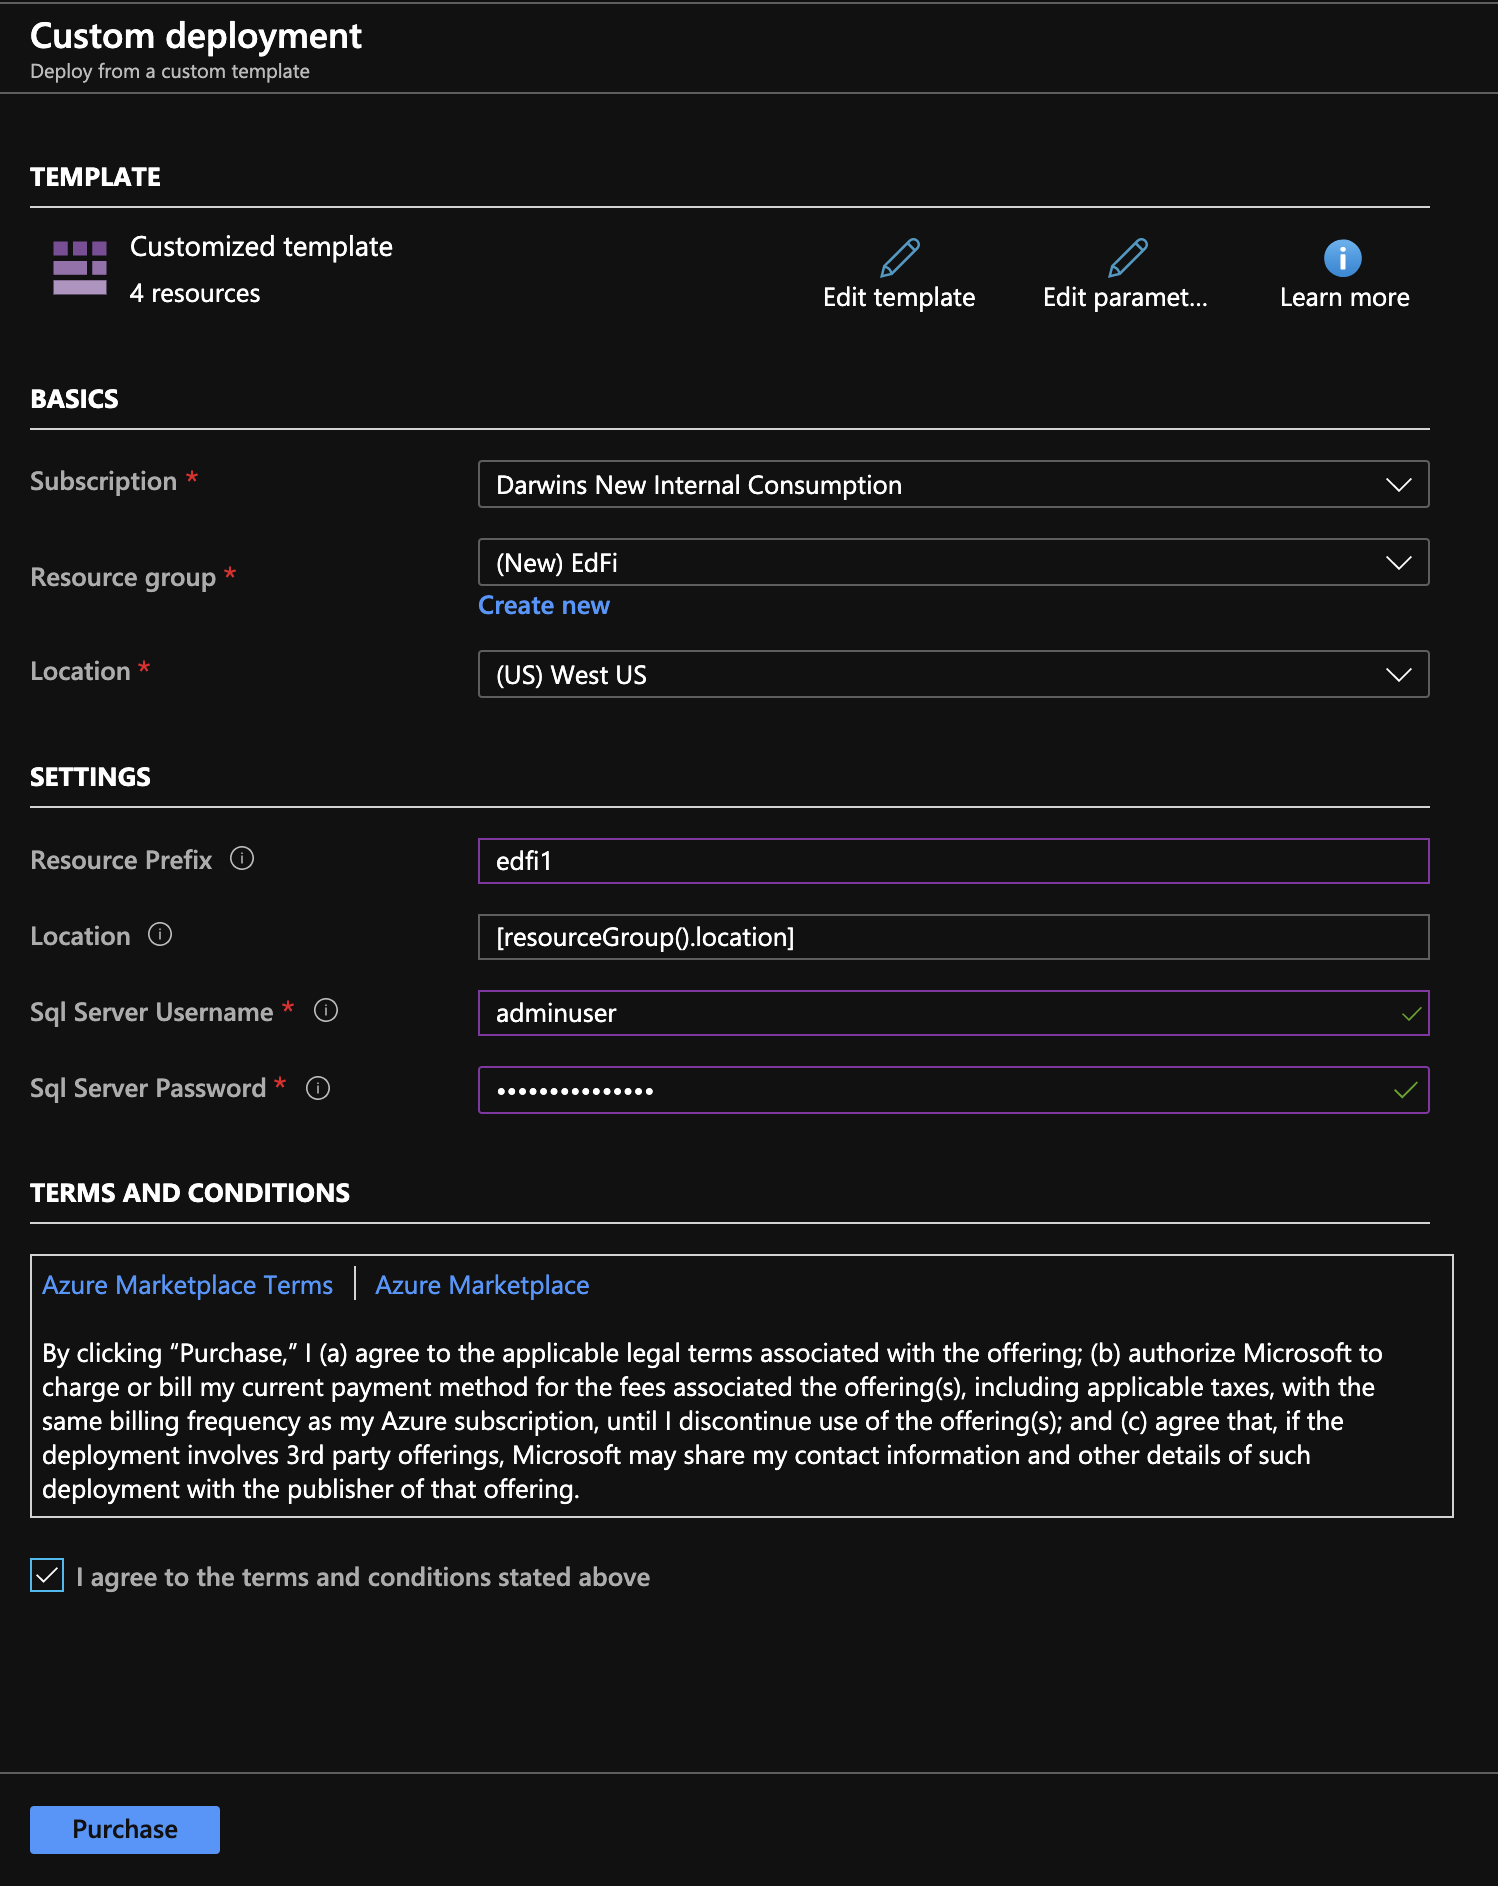 Custom deployment
Deploy from a custom template
TEMPLATE
Customized template
4 resources
Edit template
Edit paramet...
Learn more
BASICS
Subscription *
Darwins New Internal Consumption
Resource group *
(New) EdFi
Create new
Location *
(US) West US
SETTINGS
Resource Prefix
edfi1
Location
[resourceGroup().location]
Sql Server Username *
adminuser
Sql Server Password *
•••••••••••••••
TERMS AND CONDITIONS
Azure Marketplace Terms | Azure Marketplace
By clicking “Purchase,” I (a) agree to the applicable legal terms associated with the offering; (b) authorize Microsoft to
charge or bill my current payment method for the fees associated the offering(s), including applicable taxes, with the
same billing frequency as my Azure subscription, until I discontinue use of the offering(s); and (c) agree that, if the
deployment involves 3rd party offerings, Microsoft may share my contact information and other details of such
deployment with the publisher of that offering.
I agree to the terms and conditions stated above
Purchase